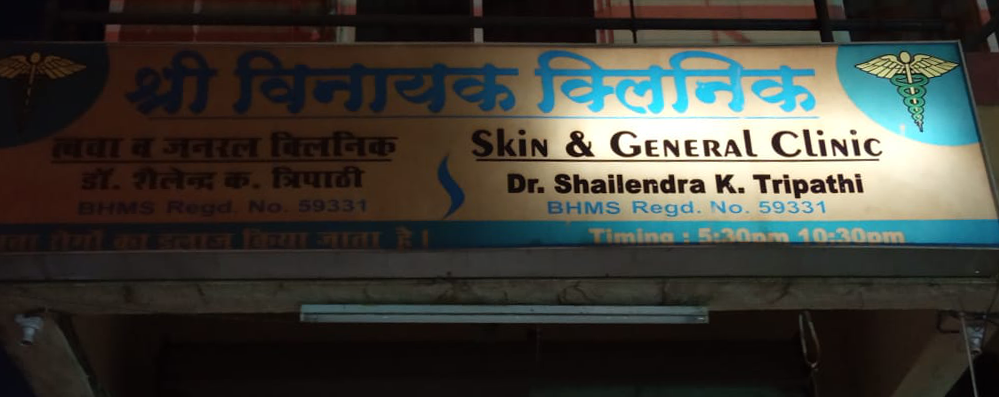 श्री विनायक क्लिनिक
त्वचा व जनरल क्लिनिक
डॉ. शैलेन्द्र क. त्रिपाठी
BHMS Regd. No. 59331
Skin & General Clinic
Dr. Shailendra K. Tripathi
BHMS Regd. No. 59331
का इलाज किया जाता है।
Timing : 5:30pm 10:30pm